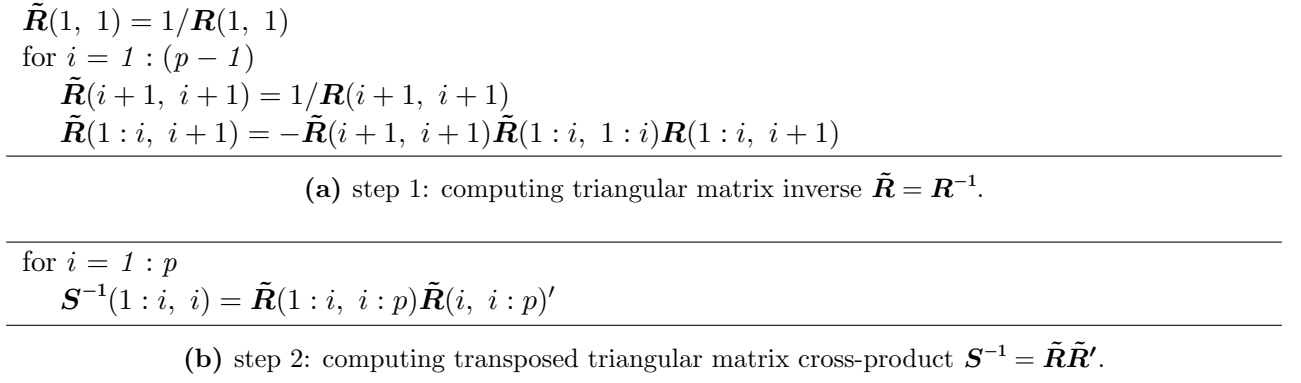 R̃(1, 1) = 1/R(1, 1)
for i = 1 : (p − 1)
R̃(i + 1, i + 1) = 1/R(i + 1, i + 1)
R̃(1 : i, i + 1) = −R̃(i + 1, i + 1)R̃(1 : i, 1 : i)R(1 : i, i + 1)
(a) step 1: computing triangular matrix inverse R̃ = R⁻¹.
for i = 1 : p
S⁻¹(1 : i, i) = R̃(1 : i, i : p)R̃(i, i : p)′
(b) step 2: computing transposed triangular matrix cross-product S⁻¹ = R̃R̃′.